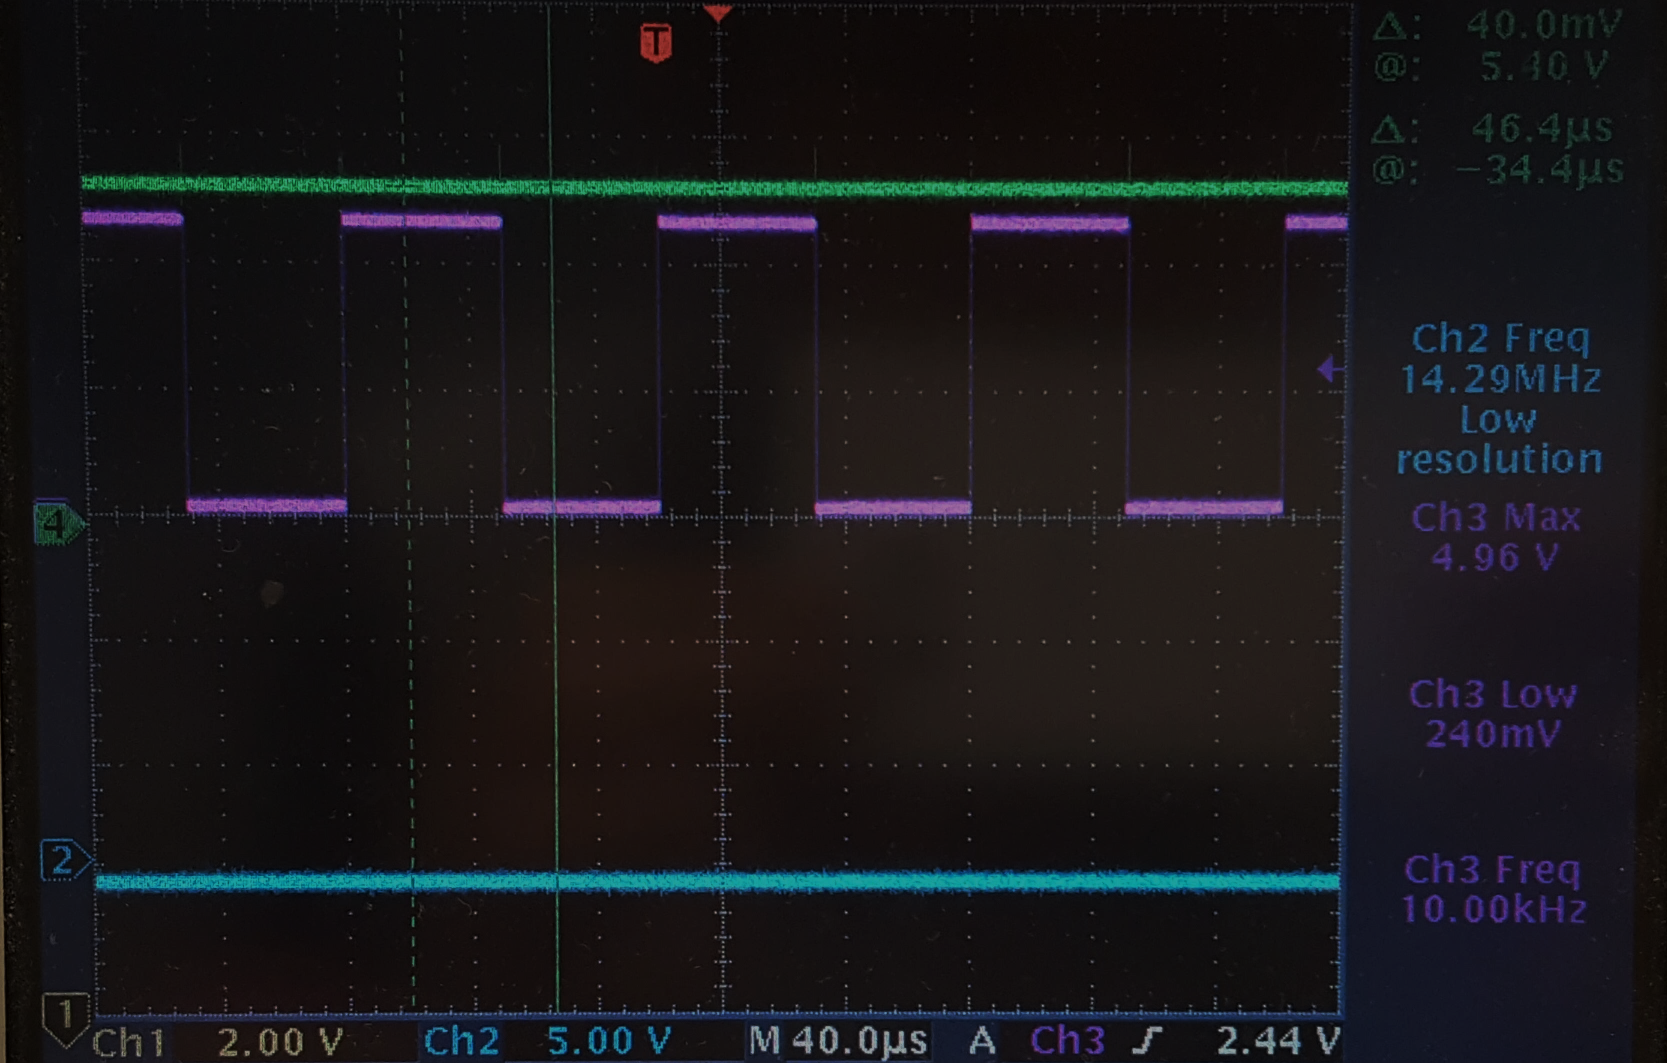 T
Δ: 40.0mV
@: 5.40 V
Δ: 46.4µs
@: −34.4µs
Ch2 Freq
14.29MHz
Low
resolution
Ch3 Max
4.96 V
4
Ch3 Low
240mV
2
Ch3 Freq
10.00kHz
1
Ch1 2.00 V Ch2 5.00 V M 40.0µs A Ch3 2.44 V